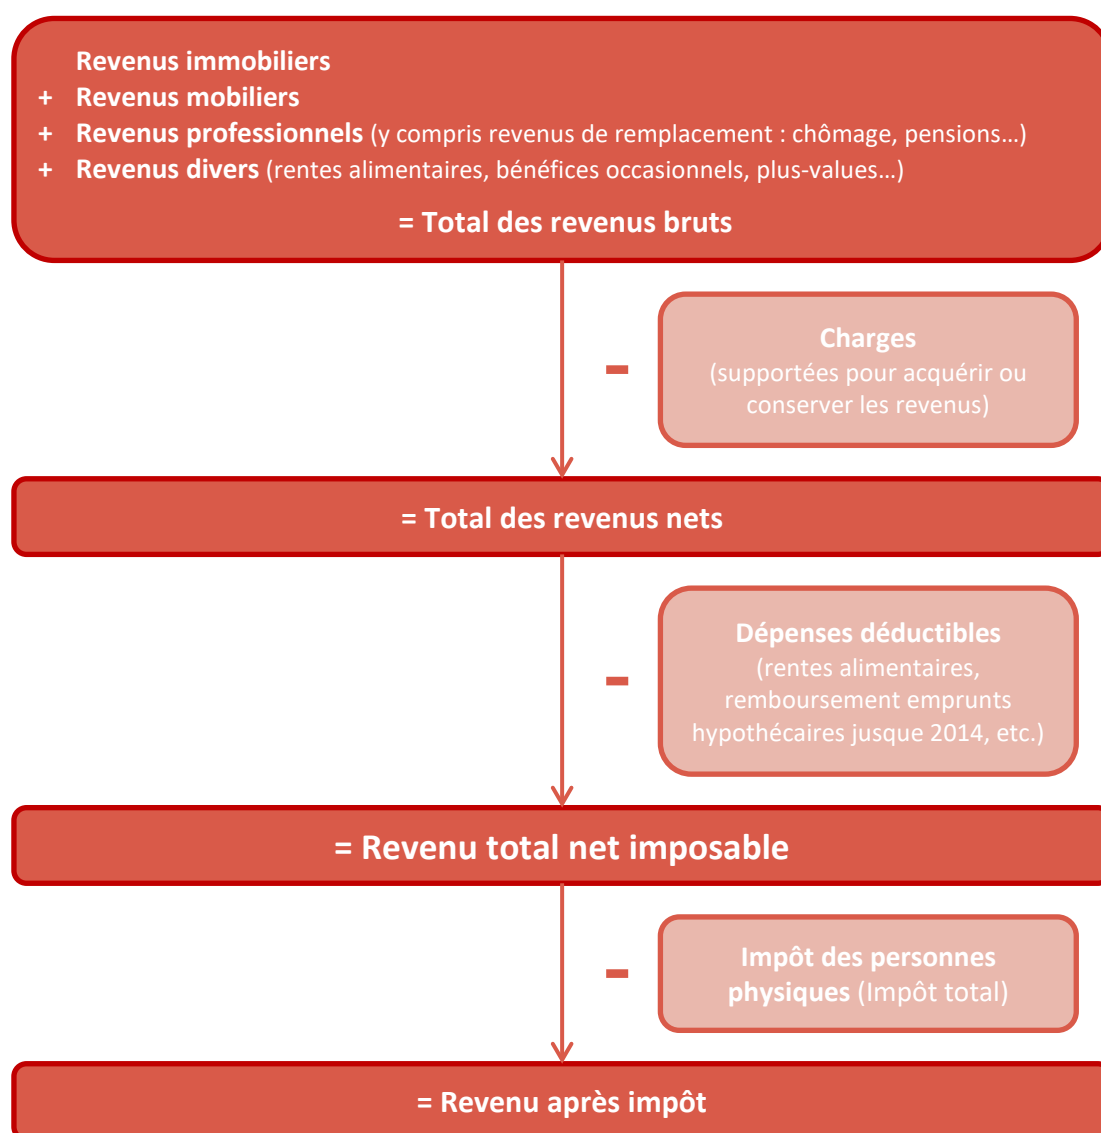 Revenus immobiliers
+ Revenus mobiliers
+ Revenus professionnels (y compris revenus de remplacement : chômage, pensions…)
+ Revenus divers (rentes alimentaires, bénéfices occasionnels, plus-values…)
= Total des revenus bruts
-
Charges
(supportées pour acquérir ou
conserver les revenus)
= Total des revenus nets
-
Dépenses déductibles
(rentes alimentaires,
remboursement emprunts
hypothécaires jusque 2014, etc.)
= Revenu total net imposable
-
Impôt des personnes
physiques (Impôt total)
= Revenu après impôt